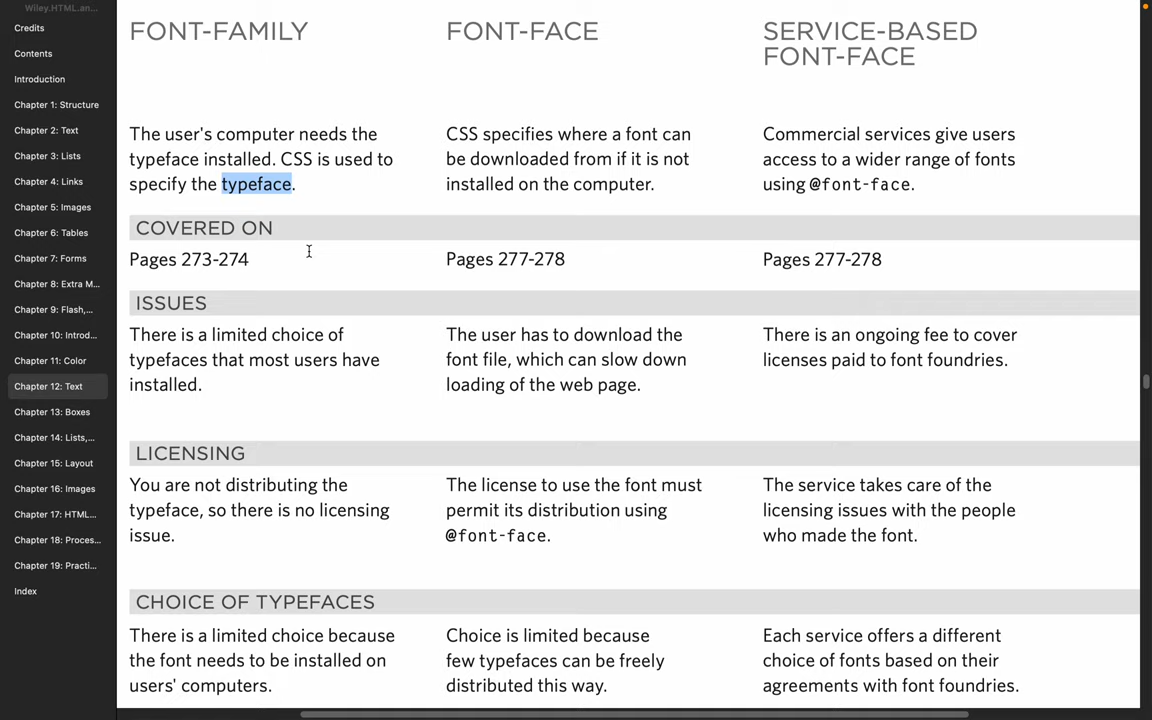 Wiley.HTML.an...
Credits
Contents
Introduction
Chapter 1: Structure
Chapter 2: Text
Chapter 3: Lists
Chapter 4: Links
Chapter 5: Images
Chapter 6: Tables
Chapter 7: Forms
Chapter 8: Extra M...
Chapter 9: Flash,...
Chapter 10: Introd...
Chapter 11: Color
Chapter 12: Text
Chapter 13: Boxes
Chapter 14: Lists,...
Chapter 15: Layout
Chapter 16: Images
Chapter 17: HTML...
Chapter 18: Proces...
Chapter 19: Practi...
Index
FONT-FAMILY
The user's computer needs the
typeface installed. CSS is used to
specify the typeface.
FONT-FACE
CSS specifies where a font can
be downloaded from if it is not
installed on the computer.
SERVICE-BASED
FONT-FACE
Commercial services give users
access to a wider range of fonts
using @font-face.
COVERED ON
Pages 273-274
Pages 277-278
Pages 277-278
ISSUES
There is a limited choice of
typefaces that most users have
installed.
The user has to download the
font file, which can slow down
loading of the web page.
There is an ongoing fee to cover
licenses paid to font foundries.
LICENSING
You are not distributing the
typeface, so there is no licensing
issue.
The license to use the font must
permit its distribution using
@font-face.
The service takes care of the
licensing issues with the people
who made the font.
CHOICE OF TYPEFACES
There is a limited choice because
the font needs to be installed on
users' computers.
Choice is limited because
few typefaces can be freely
distributed this way.
Each service offers a different
choice of fonts based on their
agreements with font foundries.